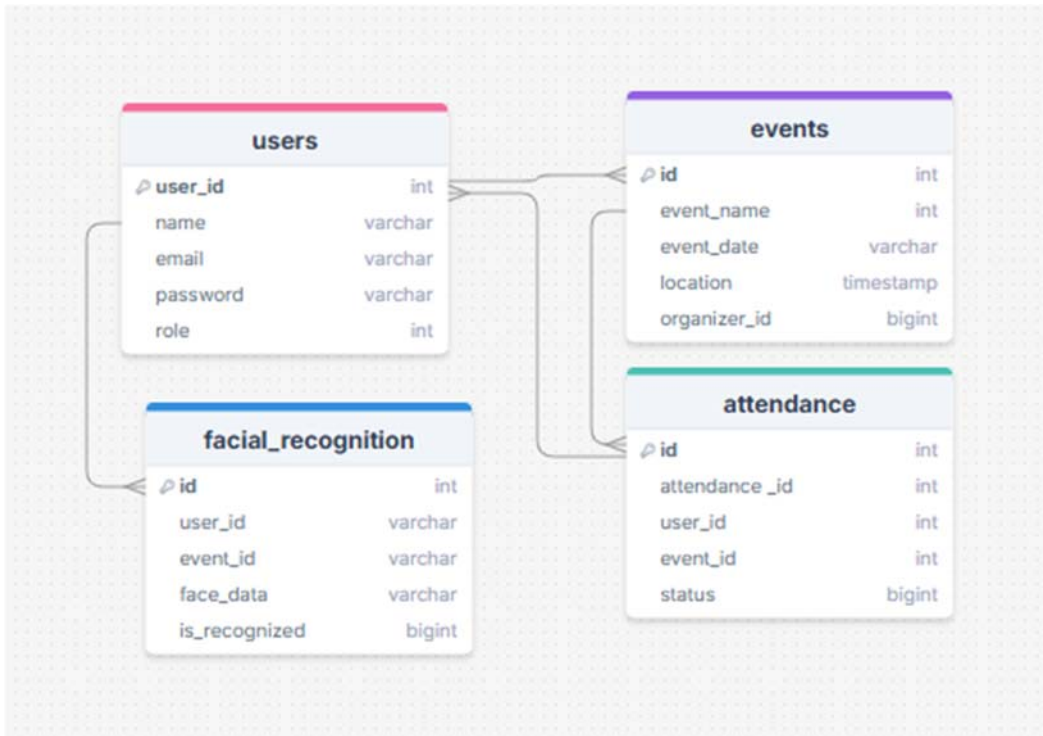 users
user_id int
name varchar
email varchar
password varchar
role int
events
id int
event_name int
event_date varchar
location timestamp
organizer_id bigint
facial_recognition
id int
user_id varchar
event_id varchar
face_data varchar
is_recognized bigint
attendance
id int
attendance _id int
user_id int
event_id int
status bigint